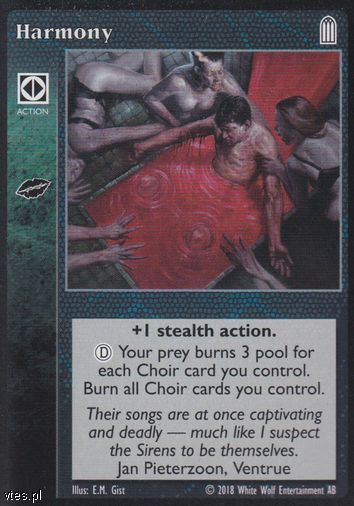 Harmony
ACTION
+1 stealth action.
D Your prey burns 3 pool for
each Choir card you control.
Burn all Choir cards you control.
Their songs are at once captivating
and deadly — much like I suspect
the Sirens to be themselves.
Jan Pieterzoon, Ventrue
Illus: E.M. Gist © 2018 White Wolf Entertainment AB
vtes.pl